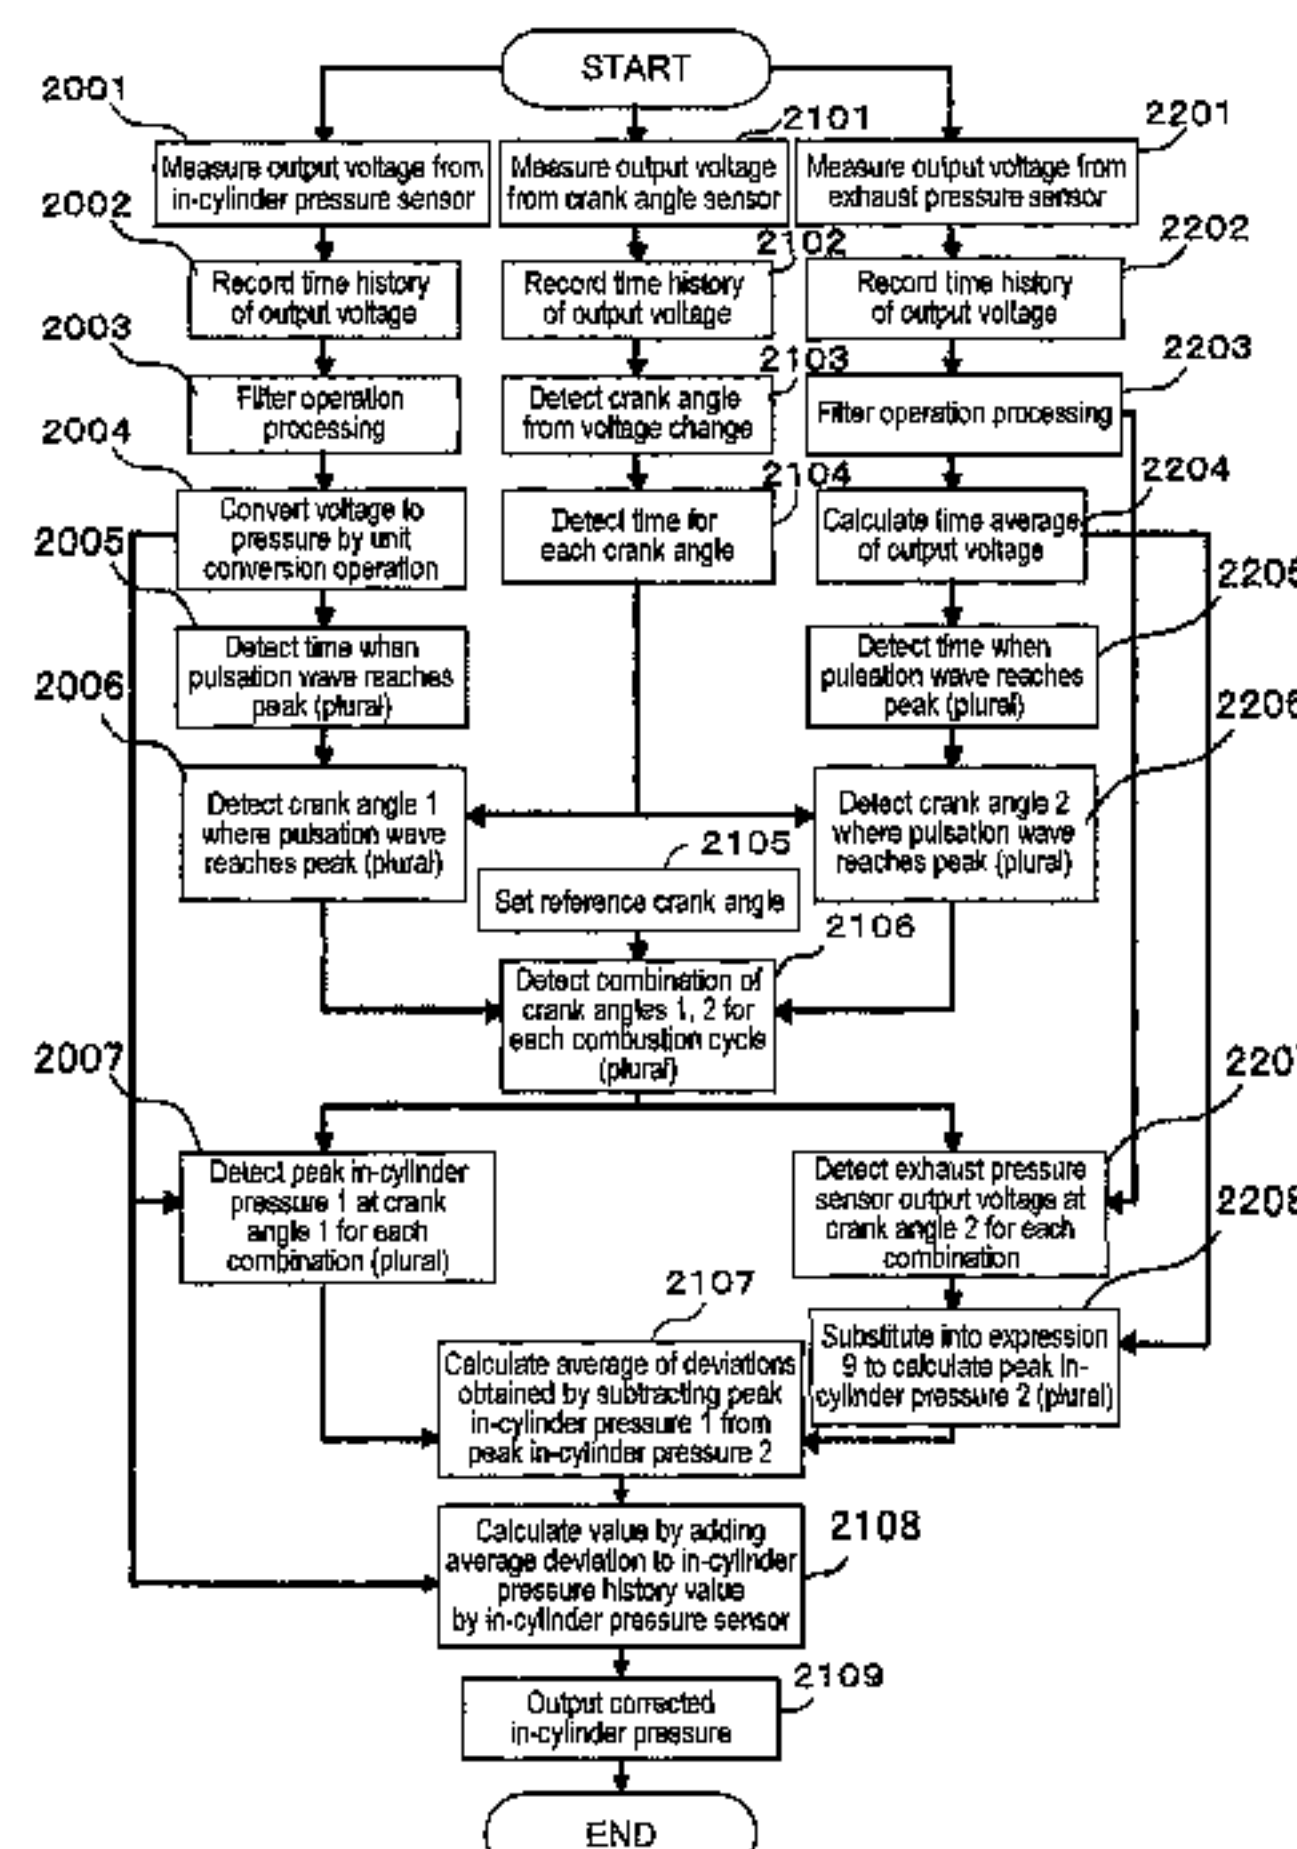 START
2001
2101
2201
Measure output voltage from
in-cylinder pressure sensor
Measure output voltage
from crank angle sensor
Measure output voltage from
exhaust pressure sensor
2002
2102
2202
Record time history
of output voltage
Record time history
of output voltage
Record time history
of output voltage
2003
2103
2203
Filter operation
processing
Detect crank angle
from voltage change
Filter operation processing
2004
2104
2204
Convert voltage to
pressure by unit
conversion operation
Detect time for
each crank angle
Calculate time average
of output voltage
2005
2205
Detect time when
pulsation wave reaches
peak (plural)
Detect time when
pulsation wave reaches
peak (plural)
2006
2206
Detect crank angle 1
where pulsation wave
reaches peak (plural)
Detect crank angle 2
where pulsation wave
reaches peak (plural)
2105
Set reference crank angle
2106
Detect combination of
crank angles 1, 2 for
each combustion cycle
(plural)
2007
220
Detect peak in-cylinder
pressure 1 at crank
angle 1 for each
combination (plural)
Detect exhaust pressure
sensor output voltage at
crank angle 2 for each
combination
2208
2107
Substitute into expression
9 to calculate peak in-
cylinder pressure 2 (plural)
Calculate average of deviations
obtained by subtracting peak
in-cylinder pressure 1 from
peak in-cylinder pressure 2
2108
Calculate value by adding
average deviation to in-cylinder
pressure history value
by in-cylinder pressure sensor
2109
Output corrected
in-cylinder pressure
END